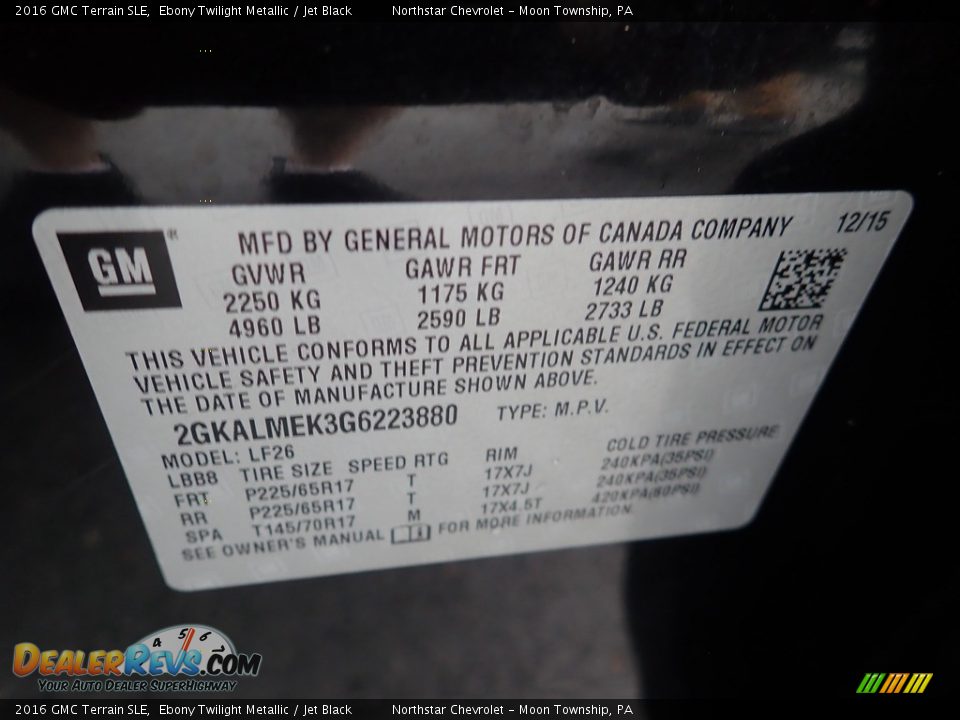 2016 GMC Terrain SLE, Ebony Twilight Metallic / Jet Black Northstar Chevrolet – Moon Township, PA
GM ®
MFD BY GENERAL MOTORS OF CANADA COMPANY 12/15
GVWR GAWR FRT GAWR RR
2250 KG 1175 KG 1240 KG
4960 LB 2590 LB 2733 LB
THIS VEHICLE CONFORMS TO ALL APPLICABLE U.S. FEDERAL MOTOR
VEHICLE SAFETY AND THEFT PREVENTION STANDARDS IN EFFECT ON
THE DATE OF MANUFACTURE SHOWN ABOVE.
2GKALMEK3G6223880 TYPE: M.P.V.
MODEL: LF26
LBB8 TIRE SIZE SPEED RTG RIM COLD TIRE PRESSURE
FRT P225/65R17 T 17X7J 240KPA(35PSI)
RR P225/65R17 T 17X7J 240KPA(35PSI)
SPA T145/70R17 M 17X4.5T 420KPA(60PSI)
SEE OWNER'S MANUAL FOR MORE INFORMATION.
4 5 6 7
DEALERREVS.COM
YOUR AUTO DEALER SUPERHIGHWAY
2016 GMC Terrain SLE, Ebony Twilight Metallic / Jet Black Northstar Chevrolet – Moon Township, PA